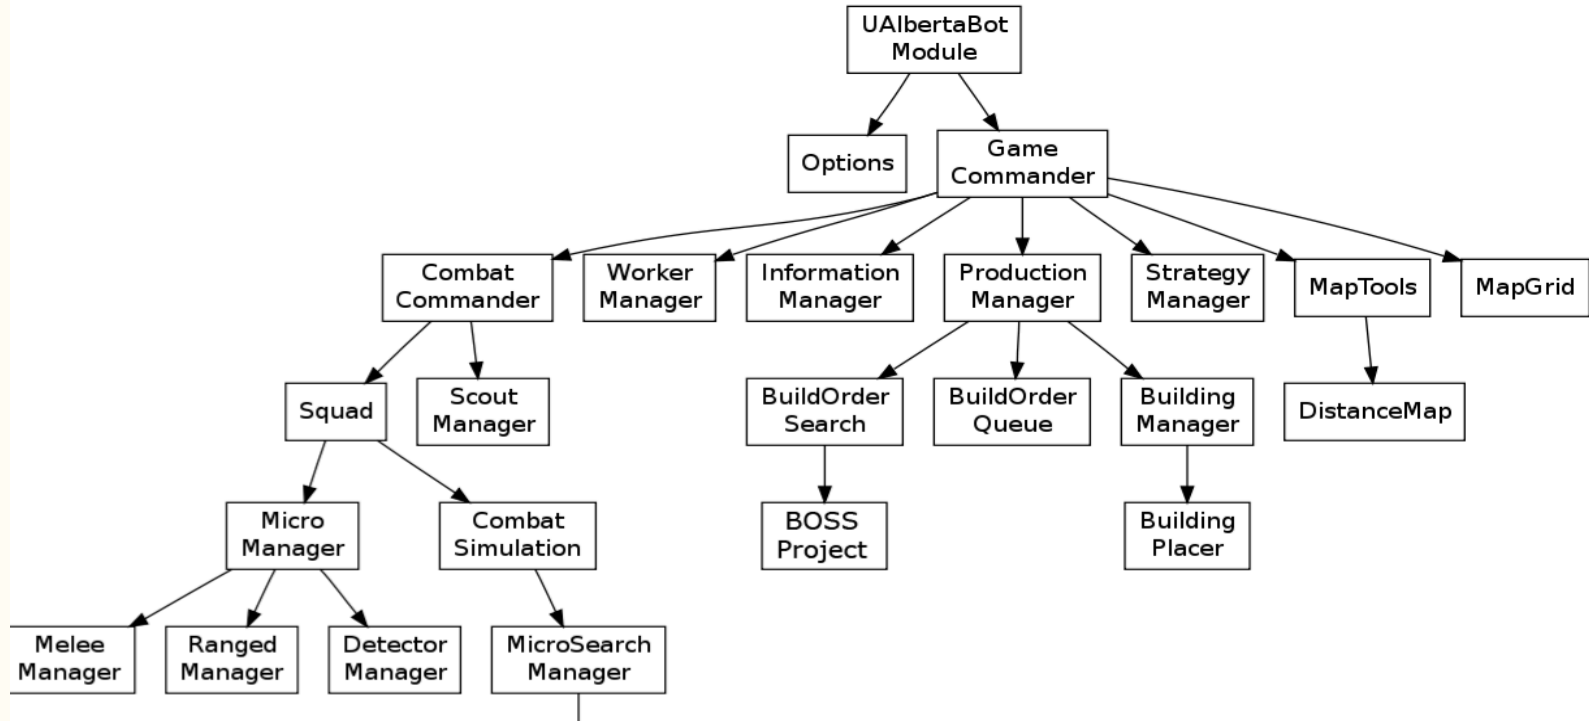 UAlbertaBot
Module
Options
Game
Commander
Combat
Commander
Worker
Manager
Information
Manager
Production
Manager
Strategy
Manager
MapTools
MapGrid
Squad
Scout
Manager
BuildOrder
Search
BuildOrder
Queue
Building
Manager
DistanceMap
Micro
Manager
Combat
Simulation
BOSS
Project
Building
Placer
Melee
Manager
Ranged
Manager
Detector
Manager
MicroSearch
Manager